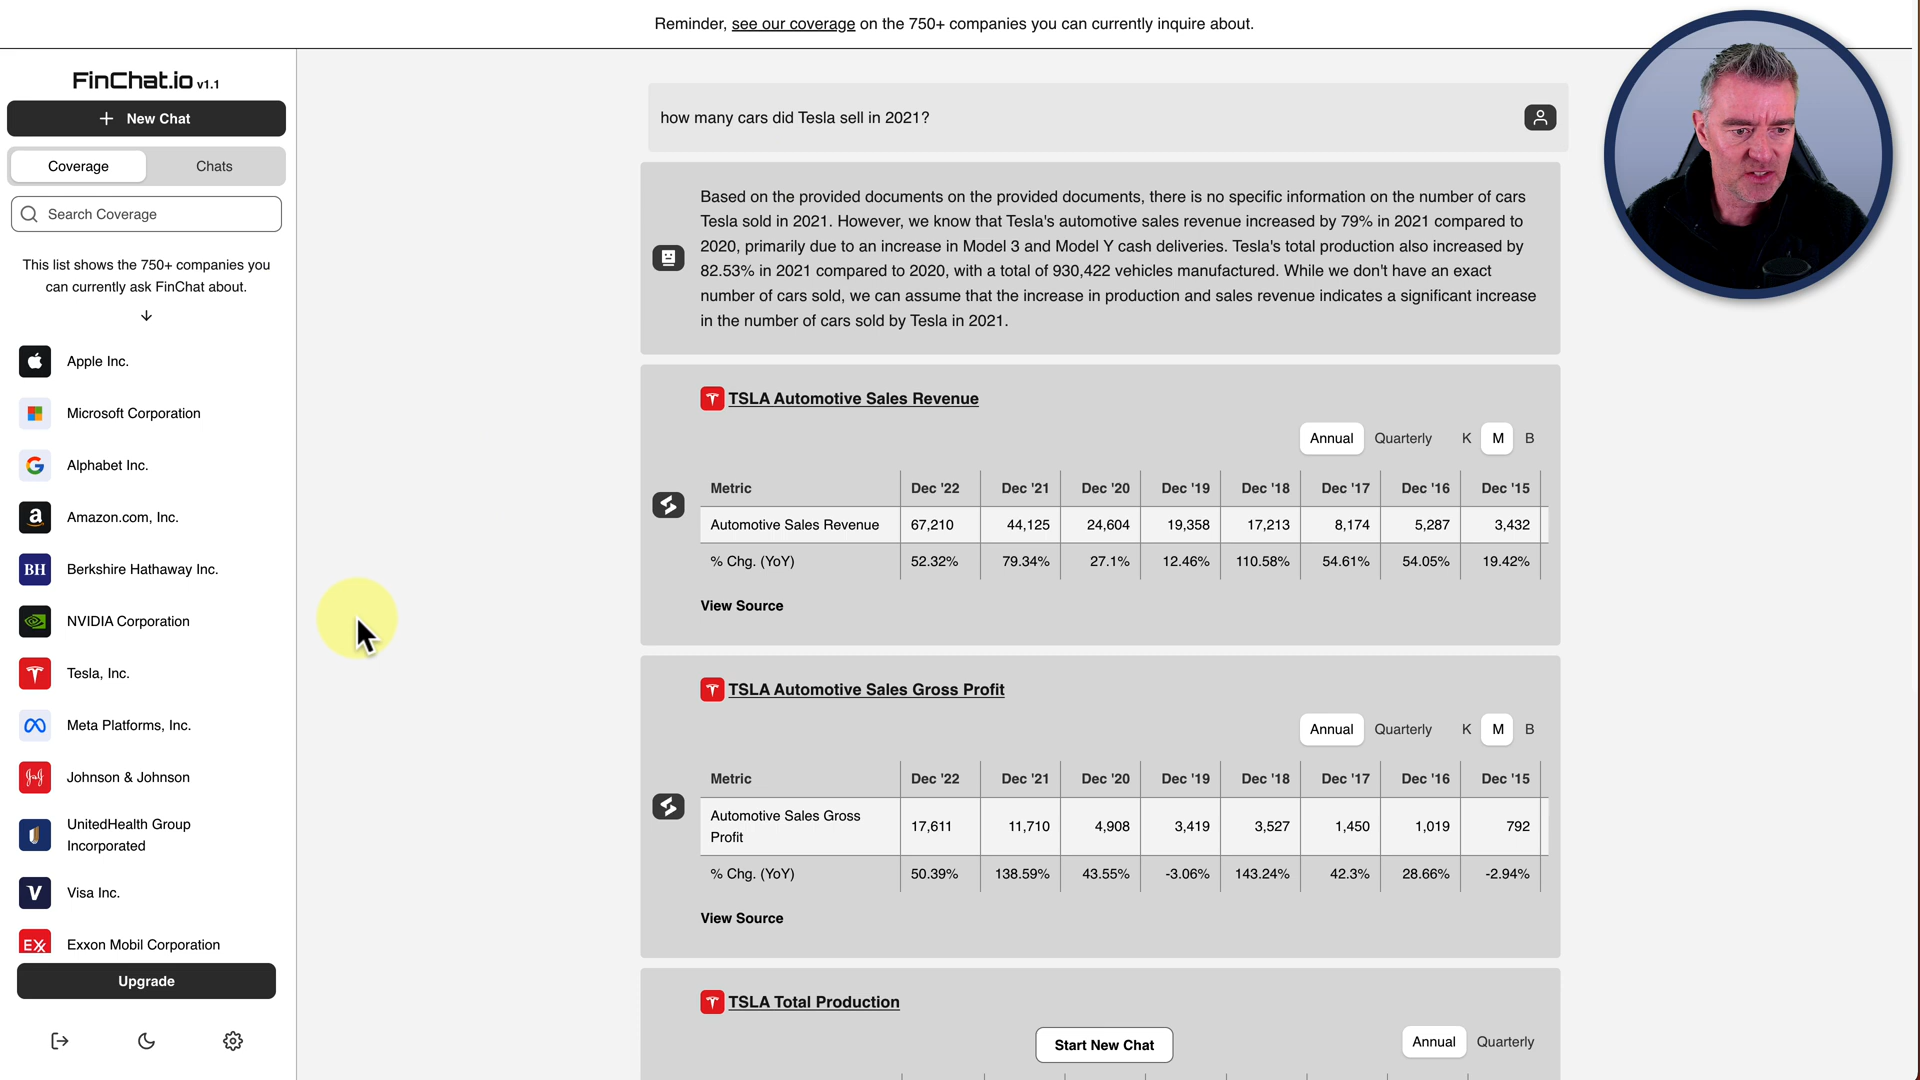 Reminder, see our coverage on the 750+ companies you can currently inquire about.
FinChat.io v1.1
New Chat
Coverage
Chats
Search Coverage
This list shows the 750+ companies you
can currently ask FinChat about.
Apple Inc.
Microsoft Corporation
Alphabet Inc.
Amazon.com, Inc.
BH
Berkshire Hathaway Inc.
NVIDIA Corporation
Tesla, Inc.
Meta Platforms, Inc.
J&J
Johnson & Johnson
UnitedHealth Group
Incorporated
Visa Inc.
Exxon Mobil Corporation
Upgrade
how many cars did Tesla sell in 2021?
Based on the provided documents on the provided documents, there is no specific information on the number of cars
Tesla sold in 2021. However, we know that Tesla's automotive sales revenue increased by 79% in 2021 compared to
2020, primarily due to an increase in Model 3 and Model Y cash deliveries. Tesla's total production also increased by
82.53% in 2021 compared to 2020, with a total of 930,422 vehicles manufactured. While we don't have an exact
number of cars sold, we can assume that the increase in production and sales revenue indicates a significant increase
in the number of cars sold by Tesla in 2021.
TSLA Automotive Sales Revenue
Annual Quarterly K M B
Metric Dec '22 Dec '21 Dec '20 Dec '19 Dec '18 Dec '17 Dec '16 Dec '15
Automotive Sales Revenue 67,210 44,125 24,604 19,358 17,213 8,174 5,287 3,432
% Chg. (YoY) 52.32% 79.34% 27.1% 12.46% 110.58% 54.61% 54.05% 19.42%
View Source
TSLA Automotive Sales Gross Profit
Annual Quarterly K M B
Metric Dec '22 Dec '21 Dec '20 Dec '19 Dec '18 Dec '17 Dec '16 Dec '15
Automotive Sales Gross
Profit 17,611 11,710 4,908 3,419 3,527 1,450 1,019 792
% Chg. (YoY) 50.39% 138.59% 43.55% -3.06% 143.24% 42.3% 28.66% -2.94%
View Source
TSLA Total Production
Start New Chat
Annual Quarterly